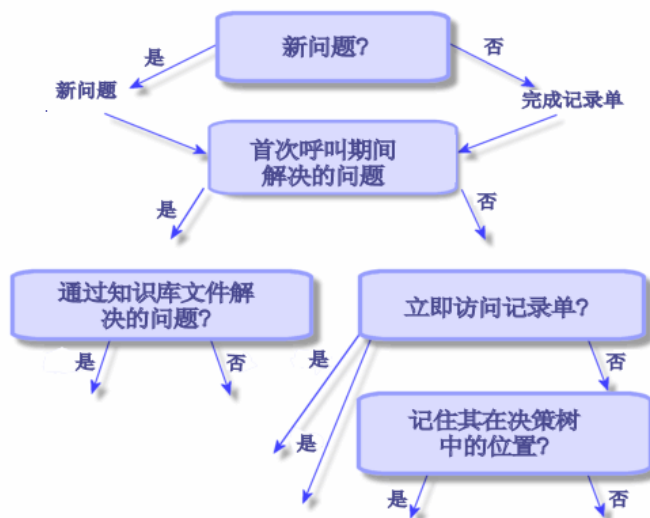 新问题?
是
否
新问题
完成记录单
首次呼叫期间
解决的问题
是
否
通过知识库文件解
决的问题?
立即访问记录单?
是
否
是
否
是
记住其在决策树
中的位置?
是
否